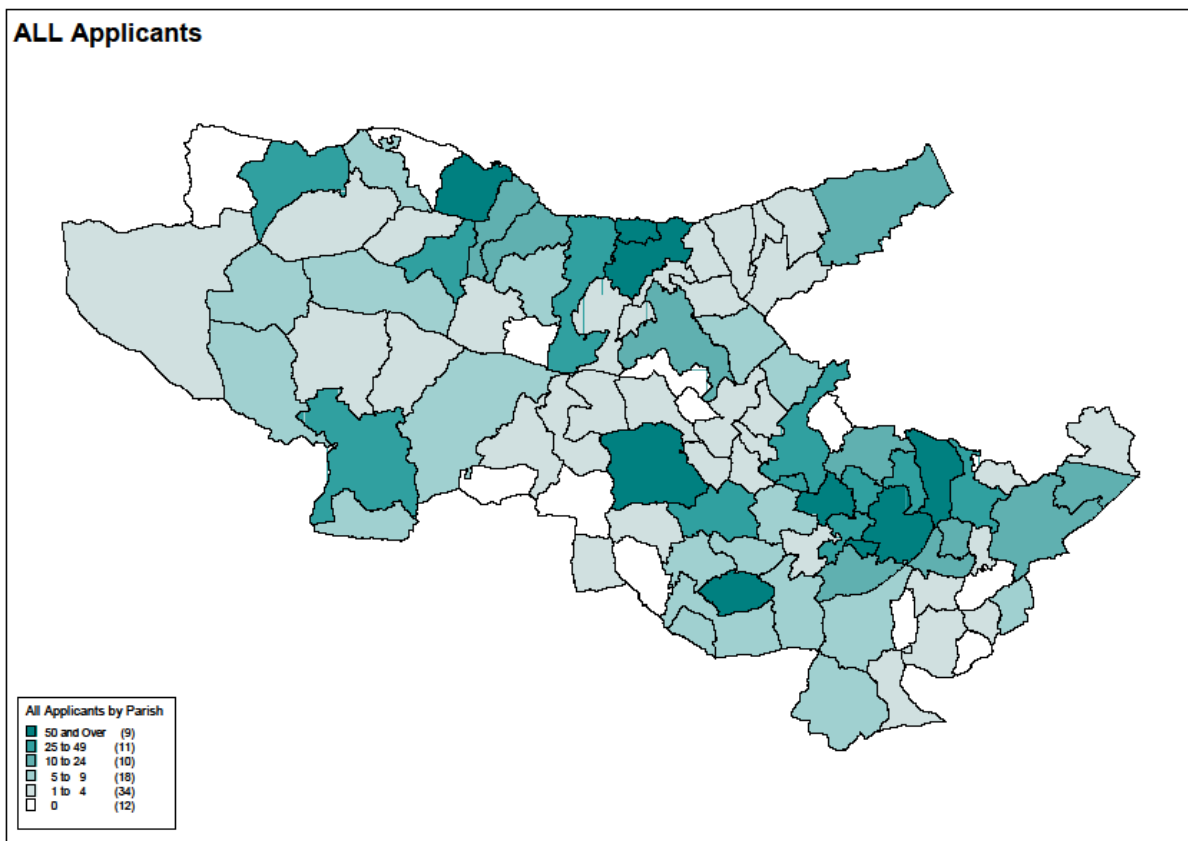 ALL Applicants
All Applicants by Parish
50 and Over (9)
25 to 49 (11)
10 to 24 (10)
5 to 9 (18)
1 to 4 (34)
0 (12)